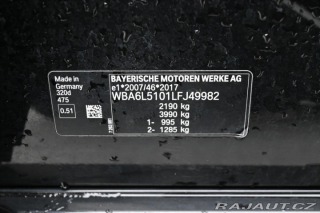 Made in
Germany
320d
475
0.51
BAYERISCHE MOTOREN WERKE AG
e1*2007/46*2017
WBA6L5101LFJ49982
2190 kg
3990 kg
1- 995 kg
2- 1285 kg
RAJAUT.CZ